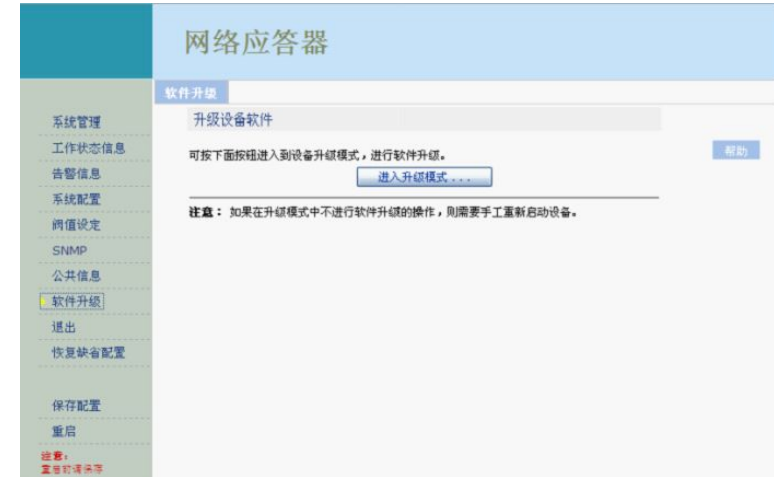 网络应答器
软件升级
系统管理
工作状态信息
告警信息
系统配置
阀值设定
SNMP
公共信息
软件升级
退出
恢复缺省配置
保存配置
重启
注意:
重启前请保存
升级设备软件
可按下面按钮进入到设备升级模式，进行软件升级。
进入升级模式...
注意： 如果在升级模式中不进行软件升级的操作，则需要手工重新启动设备。
帮助